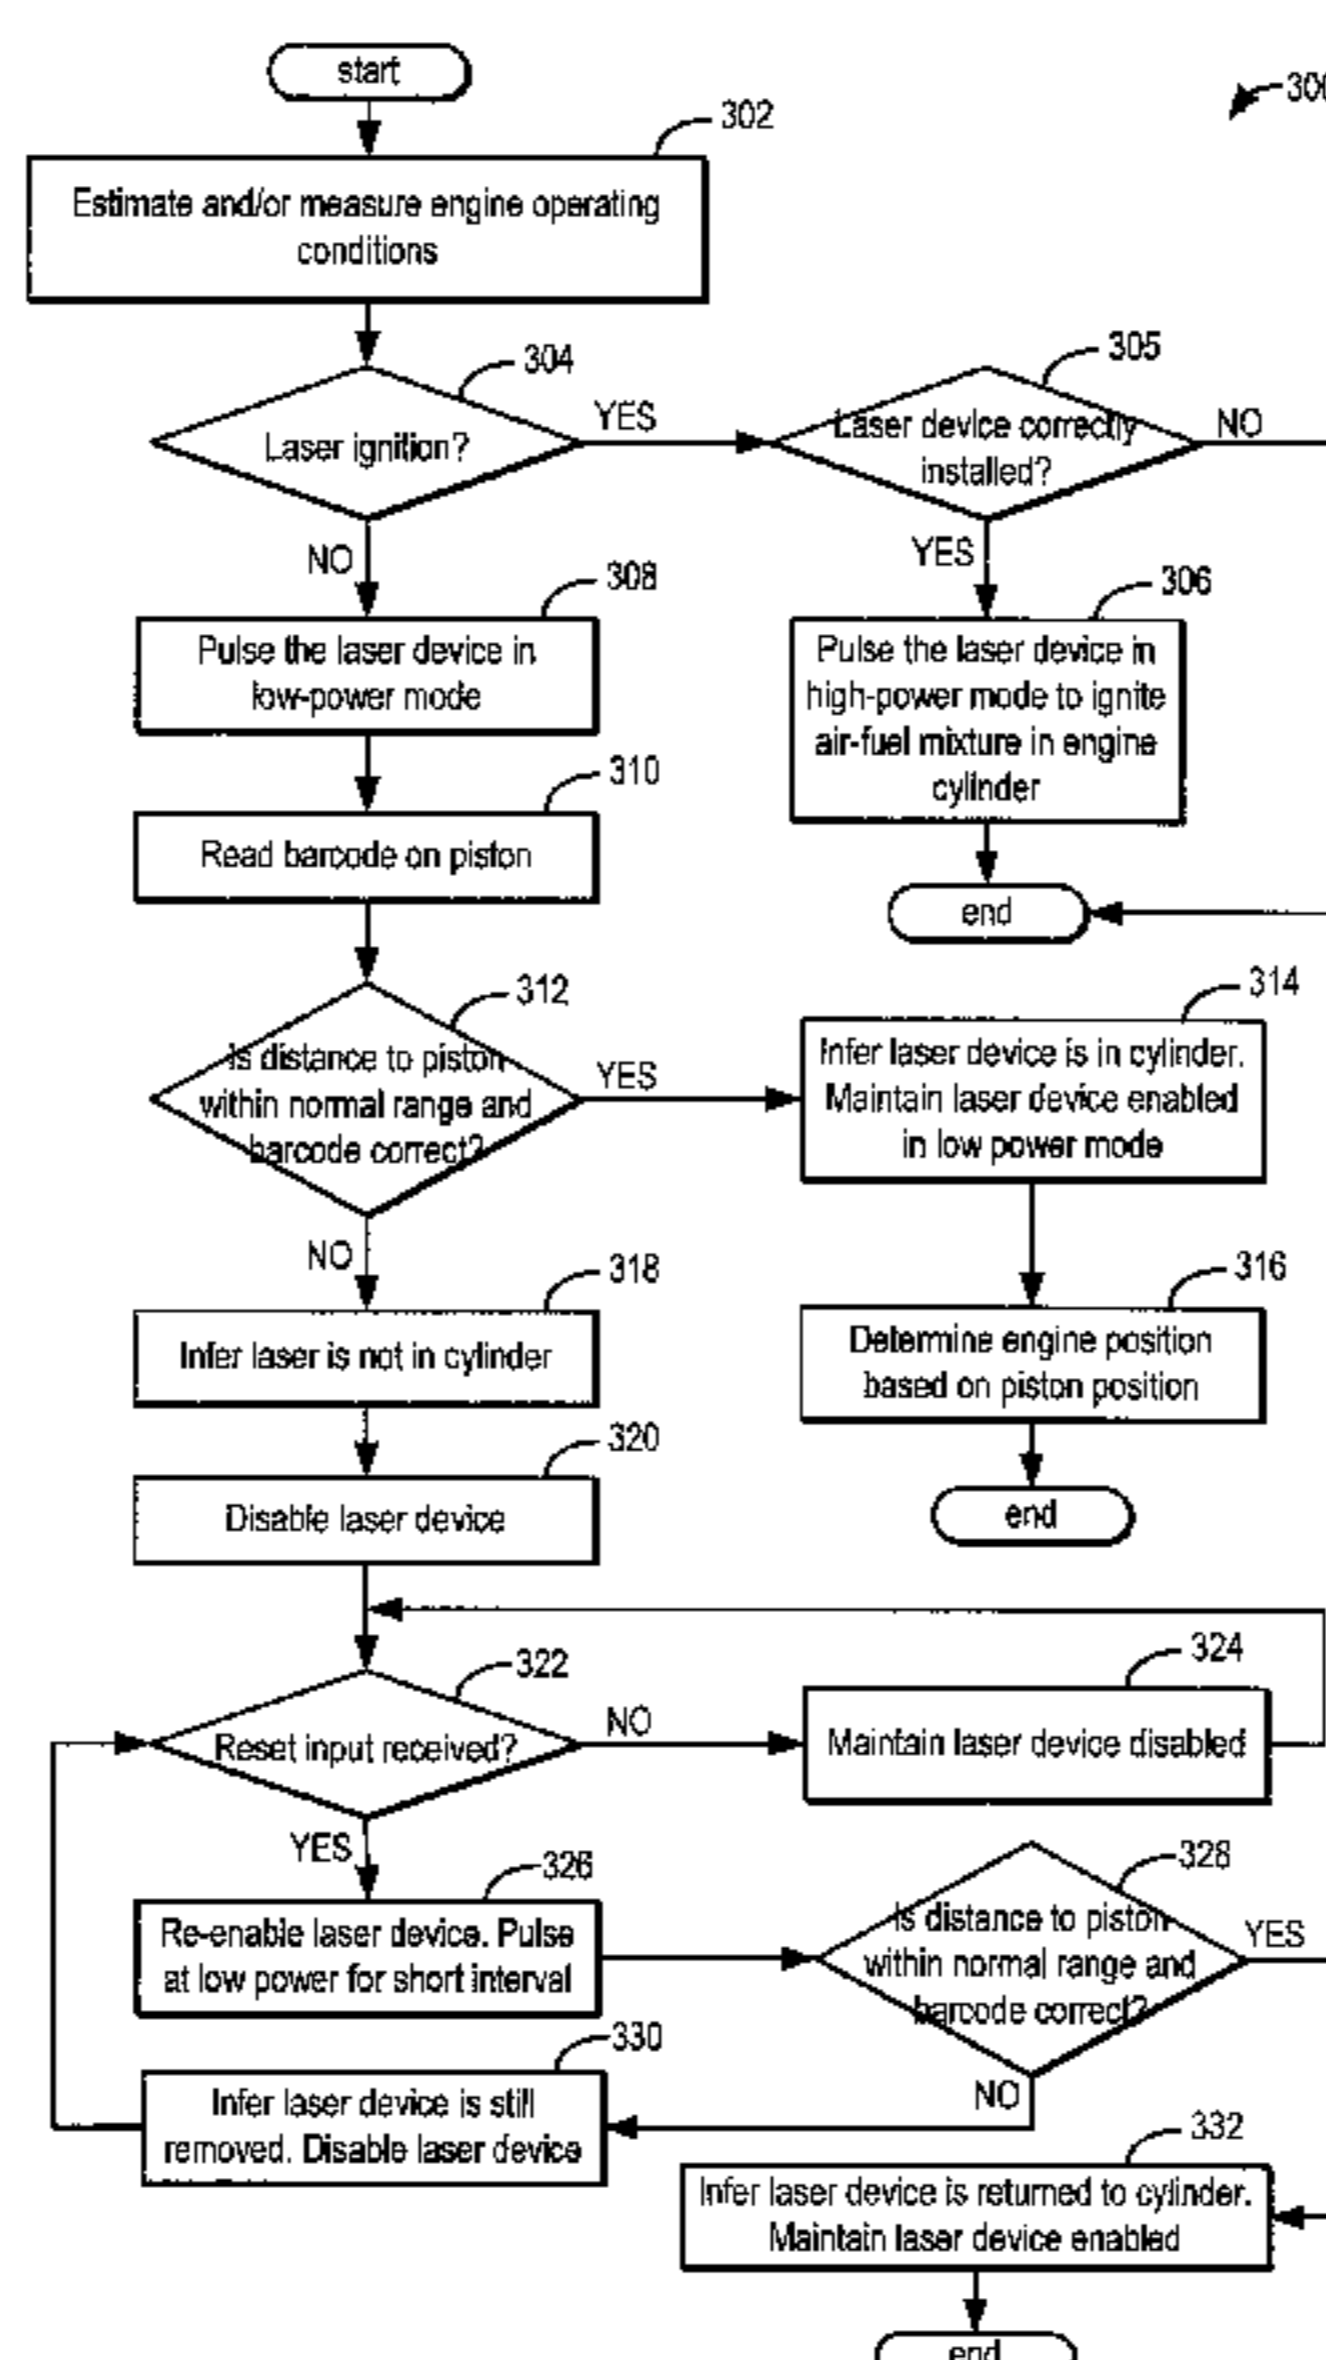 start
300
302
Estimate and/or measure engine operating
conditions
304
Laser ignition?
YES
NO
305
Laser device correctly
installed?
NO
YES
306
Pulse the laser device in
high-power mode to ignite
air-fuel mixture in engine
cylinder
end
308
Pulse the laser device in
low-power mode
310
Read barcode on piston
312
Is distance to piston
within normal range and
barcode correct?
YES
NO
314
Infer laser device is in cylinder.
Maintain laser device enabled
in low power mode
316
Determine engine position
based on piston position
end
318
Infer laser is not in cylinder
320
Disable laser device
322
Reset input received?
NO
YES
324
Maintain laser device disabled
326
Re-enable laser device. Pulse
at low power for short interval
328
Is distance to piston
within normal range and
barcode correct?
YES
NO
330
Infer laser device is still
removed. Disable laser device
332
Infer laser device is returned to cylinder.
Maintain laser device enabled
end